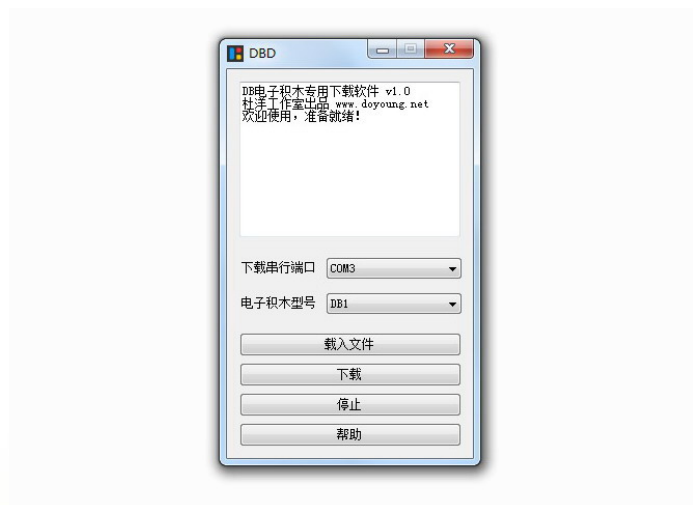 DBD
DB电子积木专用下载软件 v1.0
杜洋工作室出品 www.doyoung.net
欢迎使用，准备就绪！
下载串行端口 COM3
电子积木型号 DB1
载入文件
下载
停止
帮助